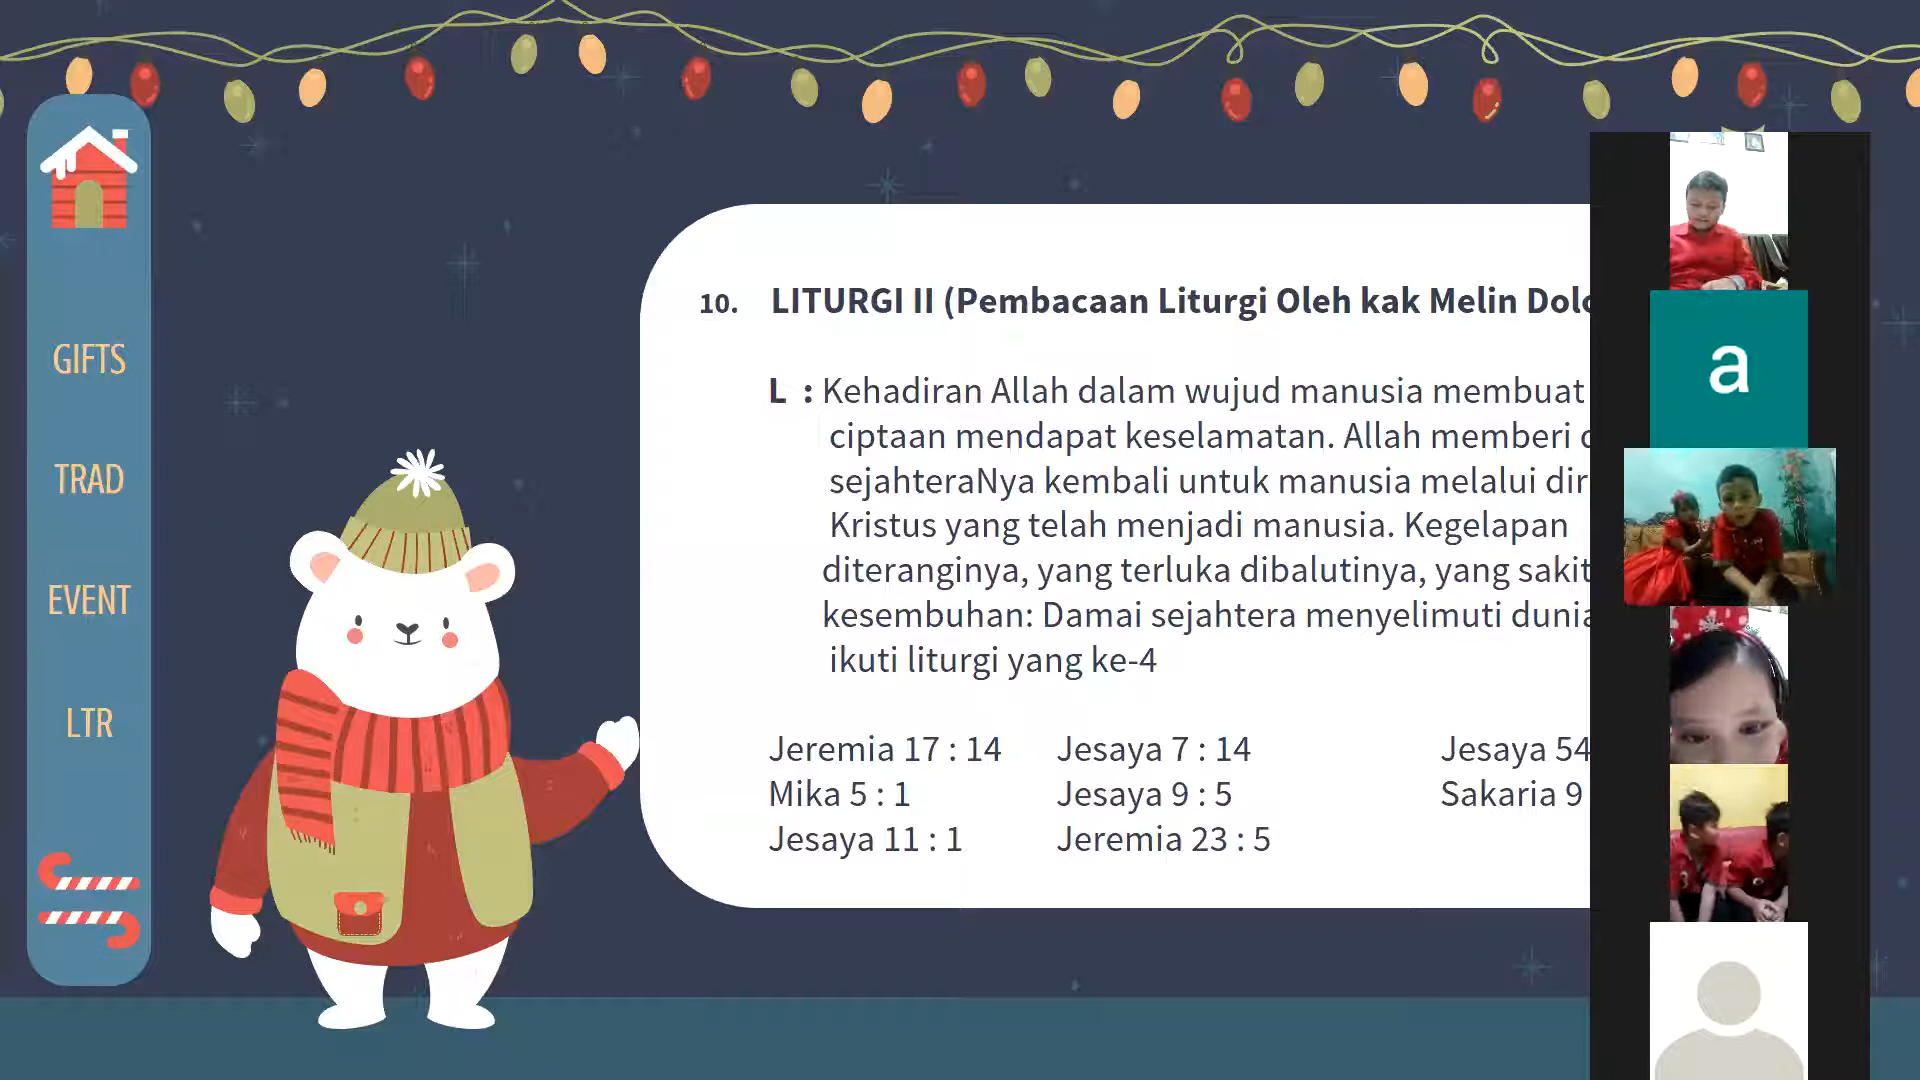 GIFTS
TRAD
EVENT
LTR
10. LITURGI II (Pembacaan Liturgi Oleh kak Melin
L : Kehadiran Allah dalam wujud manusia membuat
ciptaan mendapat keselamatan. Allah memberi
sejahteraNya kembali untuk manusia melalui
Kristus yang telah menjadi manusia. Kegelapan
diteranginya, yang terluka dibalutinya, yang sakit
kesembuhan: Damai sejahtera menyelimuti dunia
ikuti liturgi yang ke-4
Jeremia 17 : 14 Jesaya 7 : 14 Jesaya 54
Mika 5 : 1 Jesaya 9 : 5 Sakaria 9
Jesaya 11 : 1 Jeremia 23 : 5
a